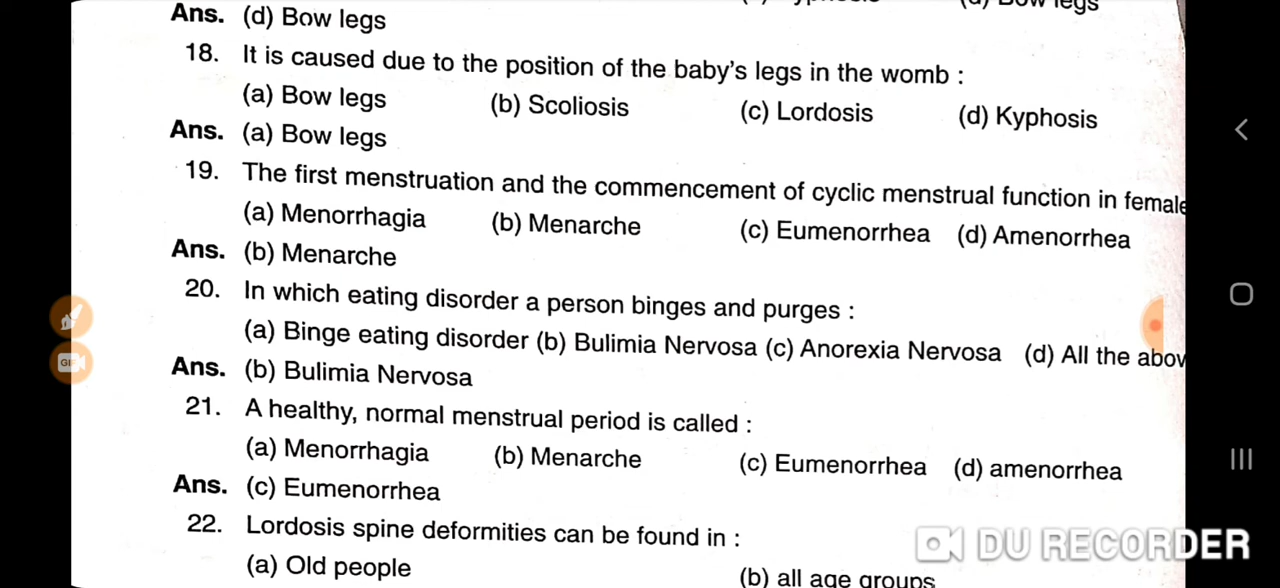 Ans. (d) Bow legs (d) Bow legs
18. It is caused due to the position of the baby's legs in the womb :
(a) Bow legs (b) Scoliosis (c) Lordosis (d) Kyphosis
Ans. (a) Bow legs
19. The first menstruation and the commencement of cyclic menstrual function in female
(a) Menorrhagia (b) Menarche (c) Eumenorrhea (d) Amenorrhea
Ans. (b) Menarche
20. In which eating disorder a person binges and purges :
(a) Binge eating disorder (b) Bulimia Nervosa (c) Anorexia Nervosa (d) All the abov
Ans. (b) Bulimia Nervosa
21. A healthy, normal menstrual period is called :
(a) Menorrhagia (b) Menarche (c) Eumenorrhea (d) amenorrhea
Ans. (c) Eumenorrhea
22. Lordosis spine deformities can be found in :
(a) Old people (b) all age groups
DU RECORDER